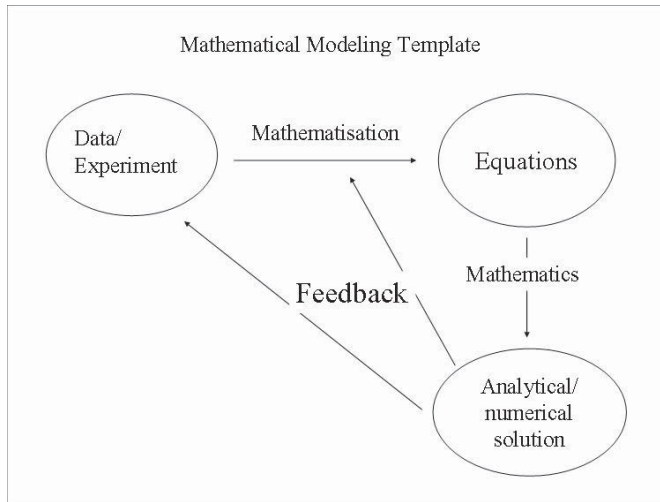 Mathematical Modeling Template
Data/
Experiment
Mathematisation
Equations
Mathematics
Feedback
Analytical/
numerical
solution